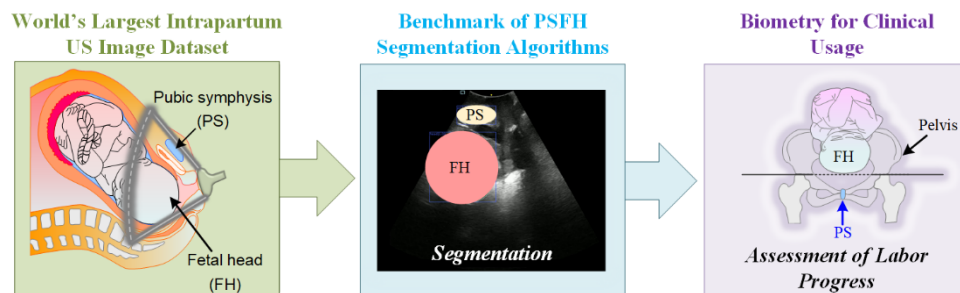 World's Largest Intrapartum
US Image Dataset
Pubic symphysis
(PS)
Fetal head
(FH)
Benchmark of PSFH
Segmentation Algorithms
PS
FH
Segmentation
Biometry for Clinical
Usage
Pelvis
FH
PS
Assessment of Labor
Progress